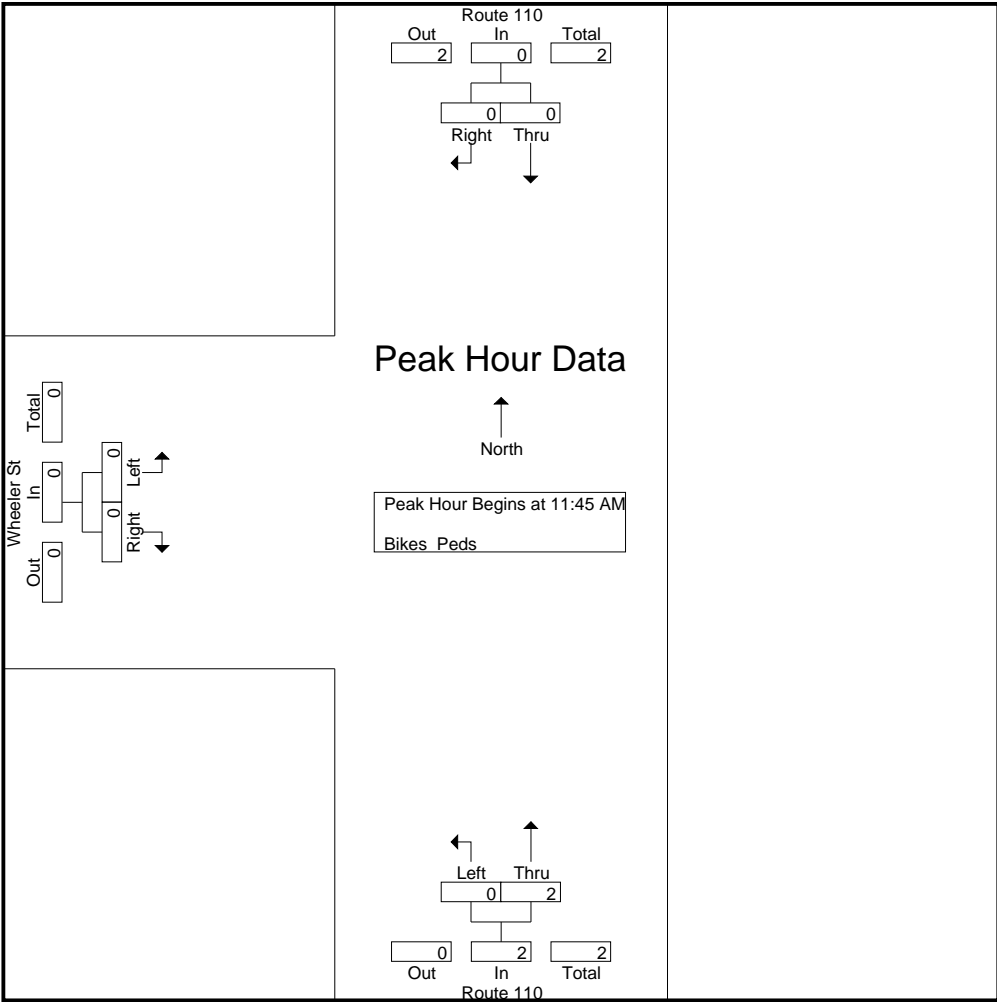 Route 110
Out In Total
2 0 2
0 0
Right Thru
Peak Hour Data
North
Peak Hour Begins at 11:45 AM
Bikes Peds
Wheeler St
Total In Out
0 0 0
0 0
Left Right
Left Thru
0 2
0 2 2
Out In Total
Route 110